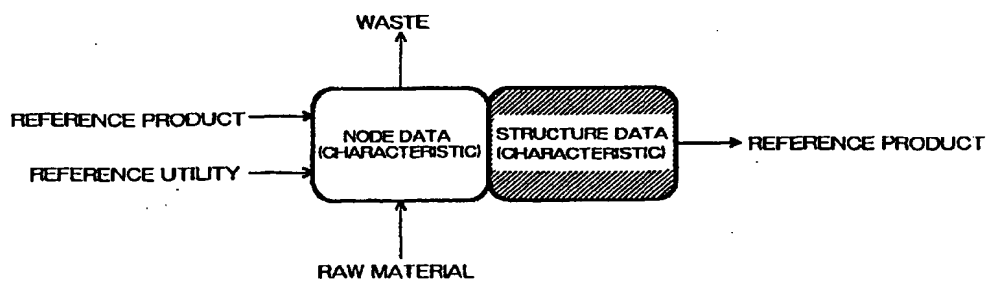 WASTE
REFERENCE PRODUCT
REFERENCE UTILITY
NODE DATA
(CHARACTERISTIC)
STRUCTURE DATA
(CHARACTERISTIC)
REFERENCE PRODUCT
RAW MATERIAL